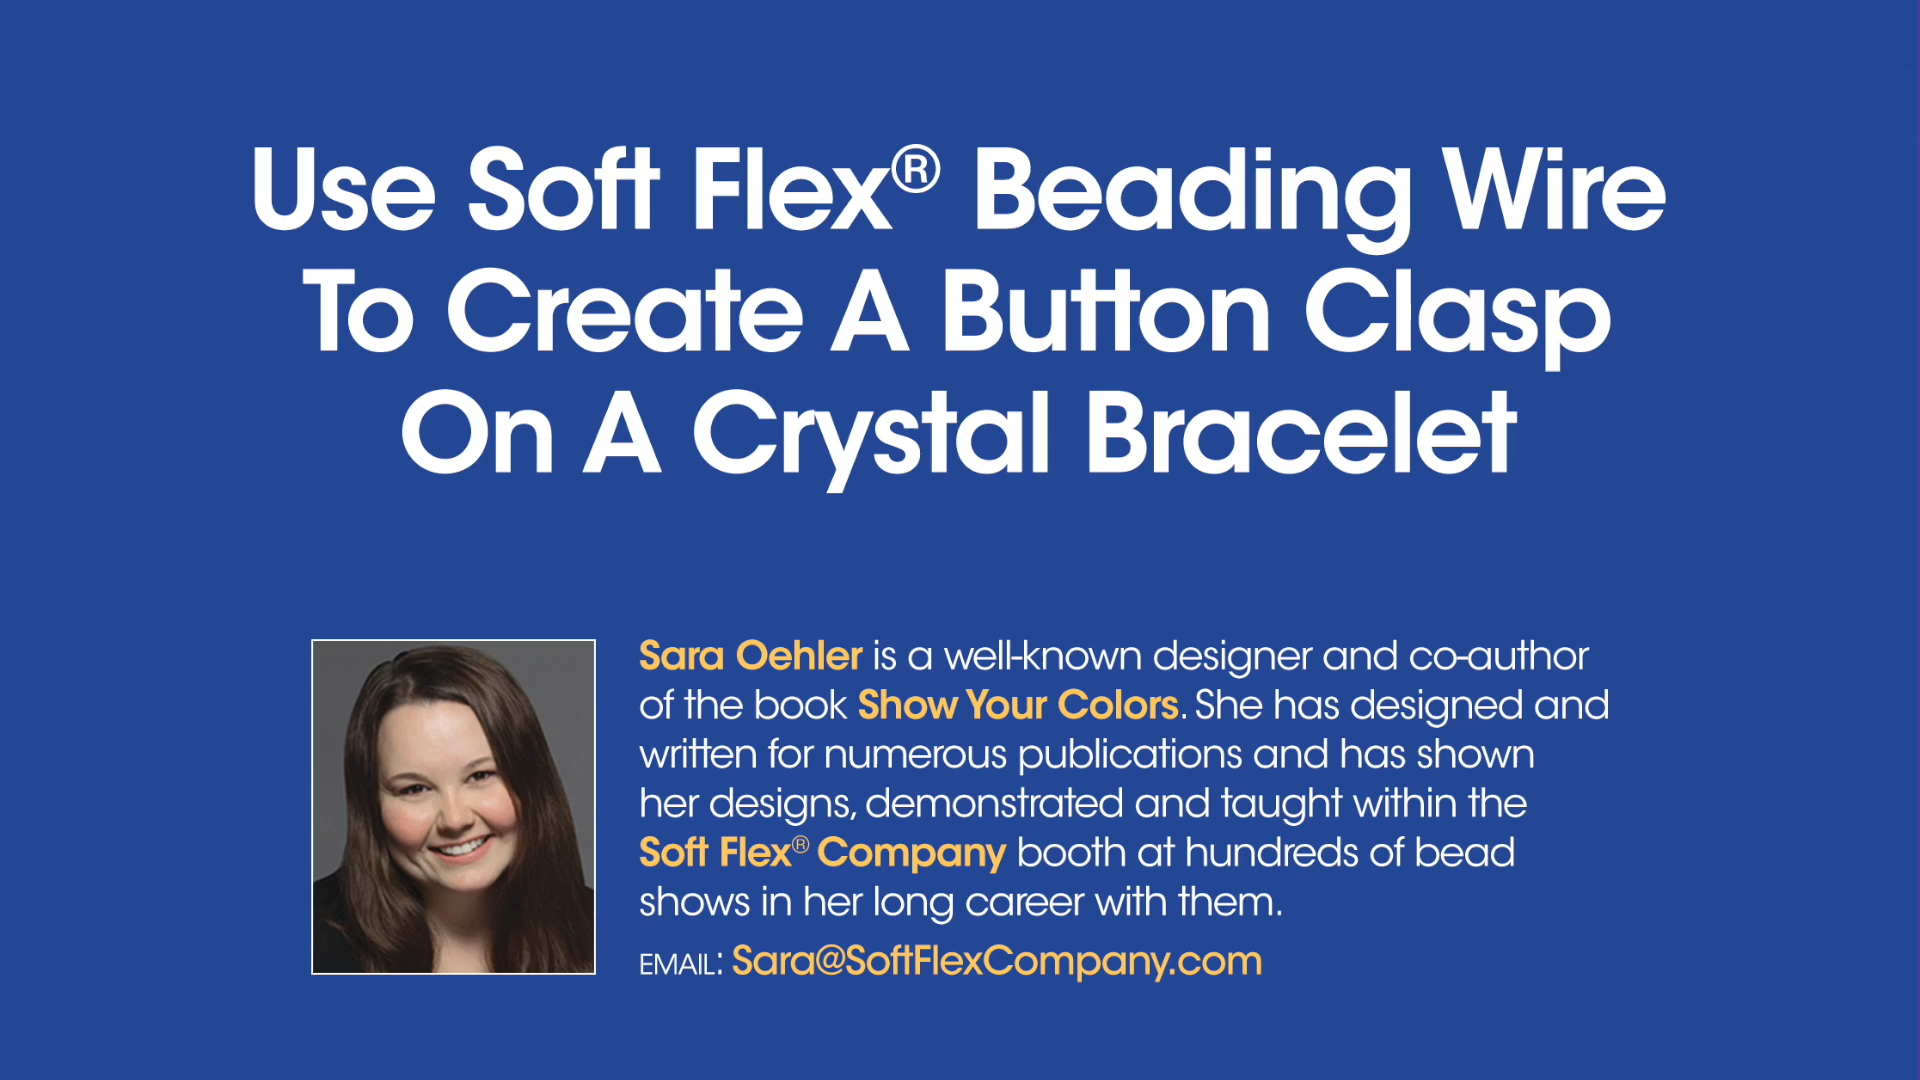 Use Soft Flex® Beading Wire
To Create A Button Clasp
On A Crystal Bracelet
Sara Oehler is a well-known designer and co-author
of the book Show Your Colors. She has designed and
written for numerous publications and has shown
her designs, demonstrated and taught within the
Soft Flex® Company booth at hundreds of bead
shows in her long career with them.
EMAIL: Sara@SoftFlexCompany.com